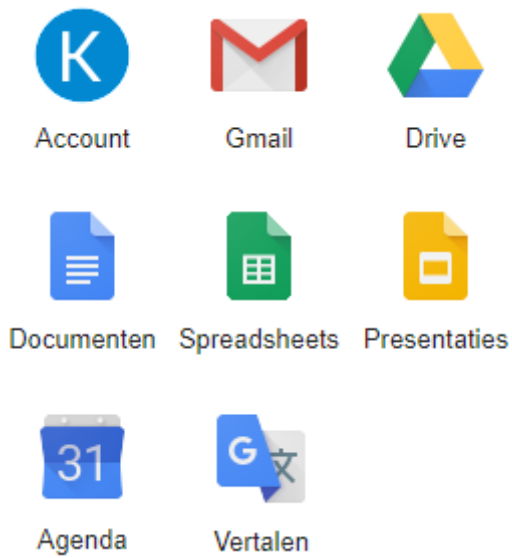 K
Account
Gmail
Drive
Documenten
Spreadsheets
Presentaties
31
Agenda
G 文
Vertalen